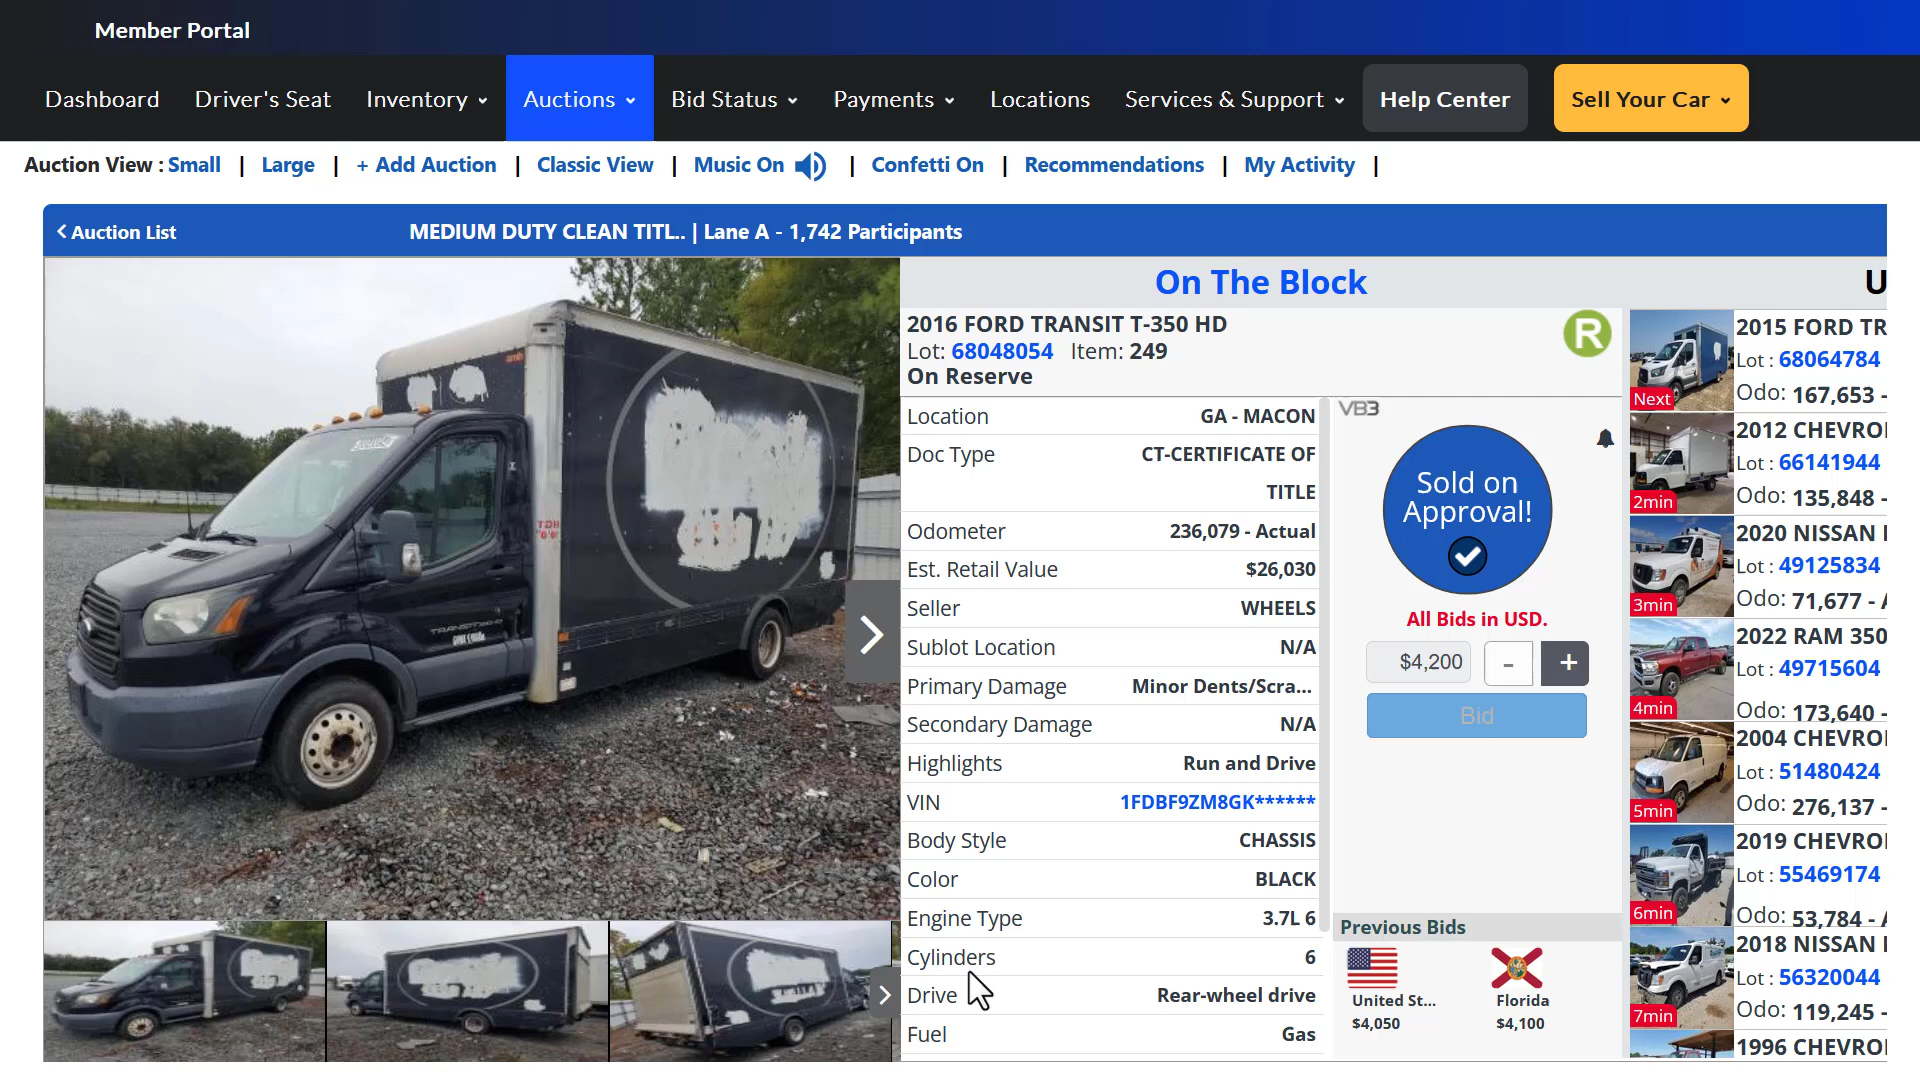 Member Portal
Dashboard Driver's Seat Inventory Auctions Bid Status Payments Locations Services & Support Help Center Sell Your Car
Auction View : Small | Large | + Add Auction | Classic View | Music On | Confetti On | Recommendations | My Activity |
Auction List MEDIUM DUTY CLEAN TITL.. | Lane A - 1,742 Participants
On The Block
2016 FORD TRANSIT T-350 HD
Lot: 68048054 Item: 249
On Reserve
R
Location GA - MACON
Doc Type CT-CERTIFICATE OF
TITLE
Odometer 236,079 - Actual
Est. Retail Value $26,030
Seller WHEELS
Sublot Location N/A
Primary Damage Minor Dents/Scra...
Secondary Damage N/A
Highlights Run and Drive
VIN 1FDBF9ZM8GK******
Body Style CHASSIS
Color BLACK
Engine Type 3.7L 6
Cylinders 6
Drive Rear-wheel drive
Fuel Gas
VB3
Sold on
Approval!
All Bids in USD.
$4,200 - +
Bid
Previous Bids
United St... Florida
$4,050 $4,100
U
2015 FORD TR
Lot : 68064784
Odo: 167,653 -
Next
2012 CHEVROL
Lot : 66141944
Odo: 135,848 -
2min
2020 NISSAN
Lot : 49125834
Odo: 71,677 - A
3min
2022 RAM 350
Lot : 49715604
Odo: 173,640 -
4min
2004 CHEVROL
Lot : 51480424
Odo: 276,137 -
5min
2019 CHEVROL
Lot : 55469174
Odo: 53,784 - A
6min
2018 NISSAN
Lot : 56320044
Odo: 119,245 -
7min
1996 CHEVROL